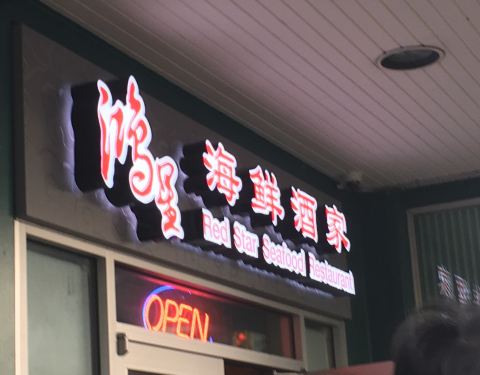 鴻星
海鮮酒家
Red Star Seafood Restaurant
OPEN